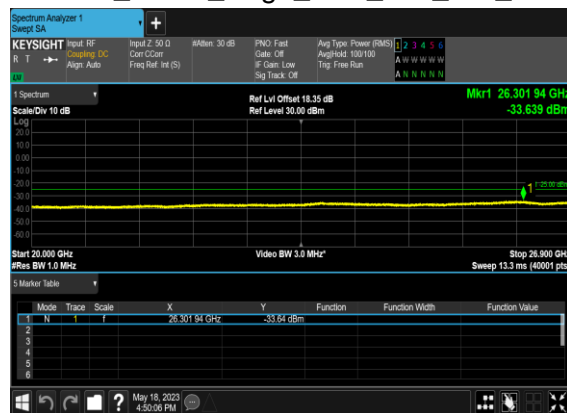 Spectrum Analyzer 1
Swept SA
+
KEYSIGHT Input: RF Input Z: 50 Ω #Atten: 30 dB PNO: Fast Avg Type: Power (RMS) 1 2 3 4 5 6
R T Coupling: DC Corr CCorr Gate: Off Avg|Hold: 100/100 A W W W W W
Align: Auto Freq Ref: Int (S) IF Gain: Low Trig: Free Run
Sig Track: Off A N N N N N
1 Spectrum Ref Lvl Offset 18.35 dB Mkr1 26.301 94 GHz
Scale/Div 10 dB Ref Level 30.00 dBm -33.639 dBm
Log
20.0
10.0
0.00
-10.0
-20.0
-30.0
-40.0
-50.0
-60.0
1
-25.00 dBm
Start 20.000 GHz Video BW 3.0 MHz* Stop 26.900 GHz
#Res BW 1.0 MHz Sweep 13.3 ms (40001 pts)
5 Marker Table
Mode Trace Scale X Y Function Function Width Function Value
1 N 1 f 26.301 94 GHz -33.64 dBm
2
3
4
5
6
? May 18, 2023
4:50:06 PM